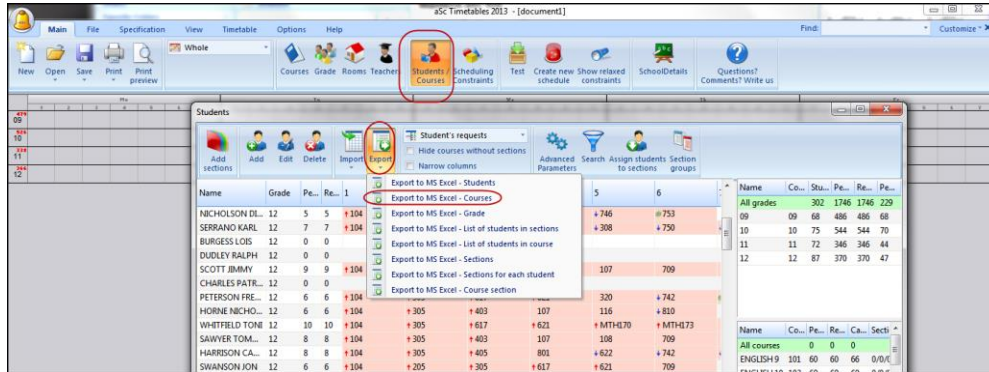 aSc Timetables 2013 - [document1]
Main File Specification View Timetable Options Help Find: Customize
New Open Save Print Print preview Whole Courses Grade Rooms Teachers Students / Courses Scheduling Constraints Test Create new schedule Show relaxed constraints SchoolDetails Questions? Comments? Write us
Mo Tu We Th Fr
09
10
11
12
Students
Add sections Add Edit Delete Import Export Student's requests Advanced Parameters Search Assign students to sections Section groups
Hide courses without sections
Narrow columns
Export to MS Excel - Students
Export to MS Excel - Courses
Export to MS Excel - Grade
Export to MS Excel - List of students in sections
Export to MS Excel - List of students in course
Export to MS Excel - Sections
Export to MS Excel - Sections for each student
Export to MS Excel - Course section
Name Grade Pe... Re... 1 5 6
NICHOLSON DI... 12 5 5 104 746 753
SERRANO KARL 12 7 7 104 308 750
BURGESS LOIS 12 0 0
DUDLEY RALPH 12 0 0
SCOTT JIMMY 12 9 9 104 107 709
CHARLES PATR... 12 0 0
PETERSON FRE... 12 6 6 104 320 742
HORNE NICHO... 12 6 6 104 305 403 107 116 810
WHITFIELD TONI 12 10 10 104 305 617 621 MTH170 MTH173
SAWYER TOM... 12 8 8 104 305 403 107 108 709
HARRISON CA... 12 8 8 104 305 405 801 622 742
SWANSON JON 12 6 6 104 205 305 617 621 709
Name Co... Stu... Pe... Re... Pe...
All grades 302 1746 1746 229
09 09 68 486 486 68
10 10 75 544 544 70
11 11 72 346 346 44
12 12 87 370 370 47
Name Co... Pe... Re... Ca... Secti
All courses 0 0 0
ENGLISH 9 101 60 60 66 0/0/0